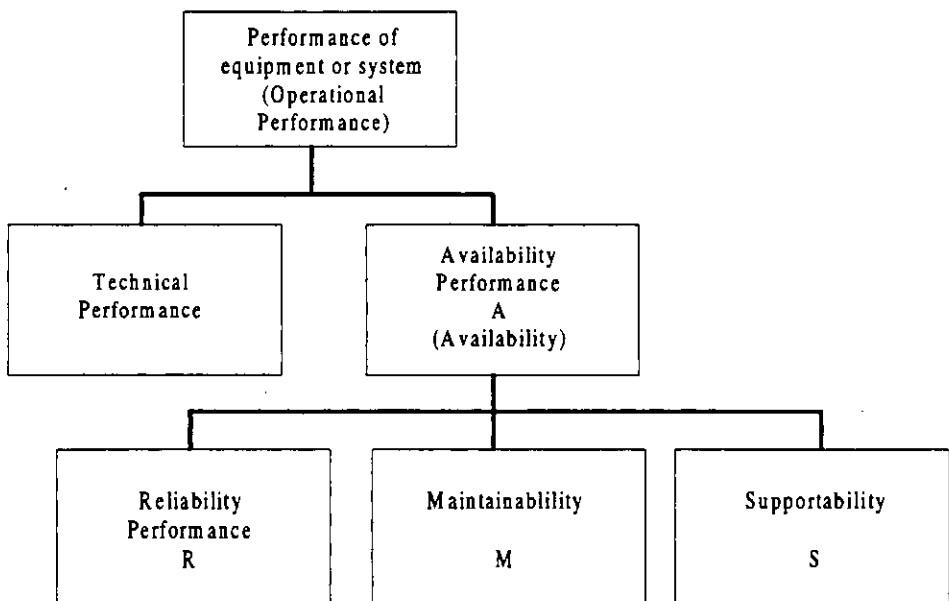 Performance of
equipment or system
(Operational
Performance)
Technical
Performance
Availability
Performance
A
(Availability)
Reliability
Performance
R
Maintainablility
M
Supportability
S